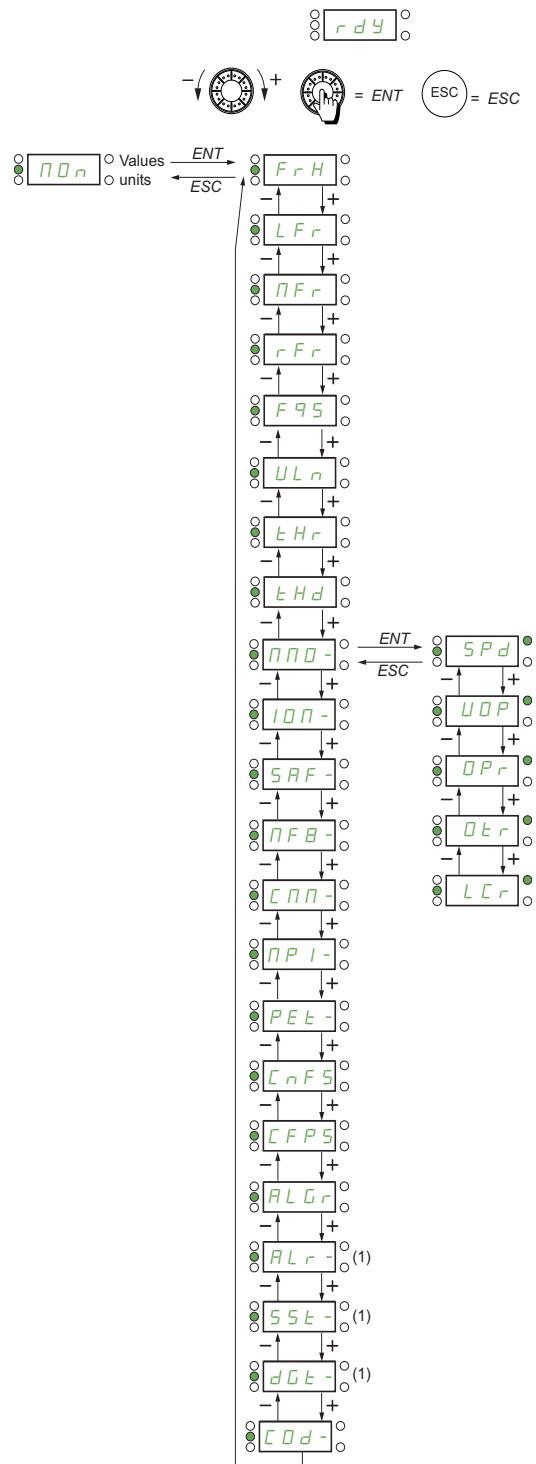 rdY
- + = ENT ESC = ESC
MOn Values ENT FrH
units ESC
- +
LFr
- +
MFr
- +
rFr
- +
FqS
- +
ULn
- +
tHr
- +
tHd
- +
MMO- ENT SPd
ESC
- + - +
IOM- UOP
- + - +
SAF- OPr
- + - +
MFB- Otr
- + - +
CMM- LCr
- +
MPI-
- +
PEt-
- +
CnFS
- +
CFPS
- +
ALGr
- +
ALr- (1)
- +
SSt- (1)
- +
dGt- (1)
- +
COd-